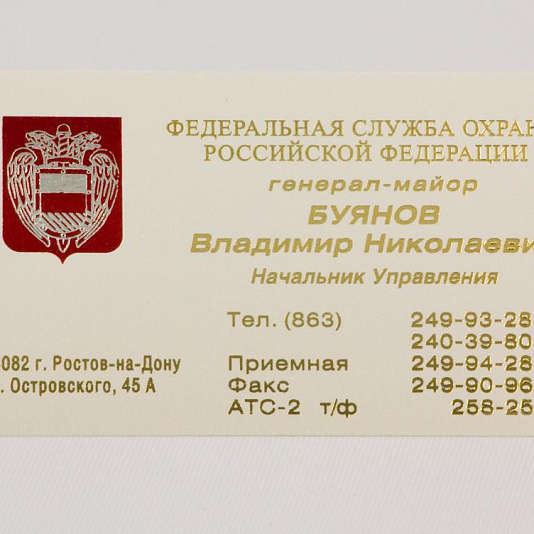 ФЕДЕРАЛЬНАЯ СЛУЖБА ОХРАН
РОССИЙСКОЙ ФЕДЕРАЦИИ
генерал-майор
БУЯНОВ
Владимир Николаеви
Начальник Управления
Тел. (863) 249-93-28
240-39-80
082 г. Ростов-на-Дону Приемная 249-94-28
. Островского, 45 А Факс 249-90-96
АТС-2 т/ф 258-25